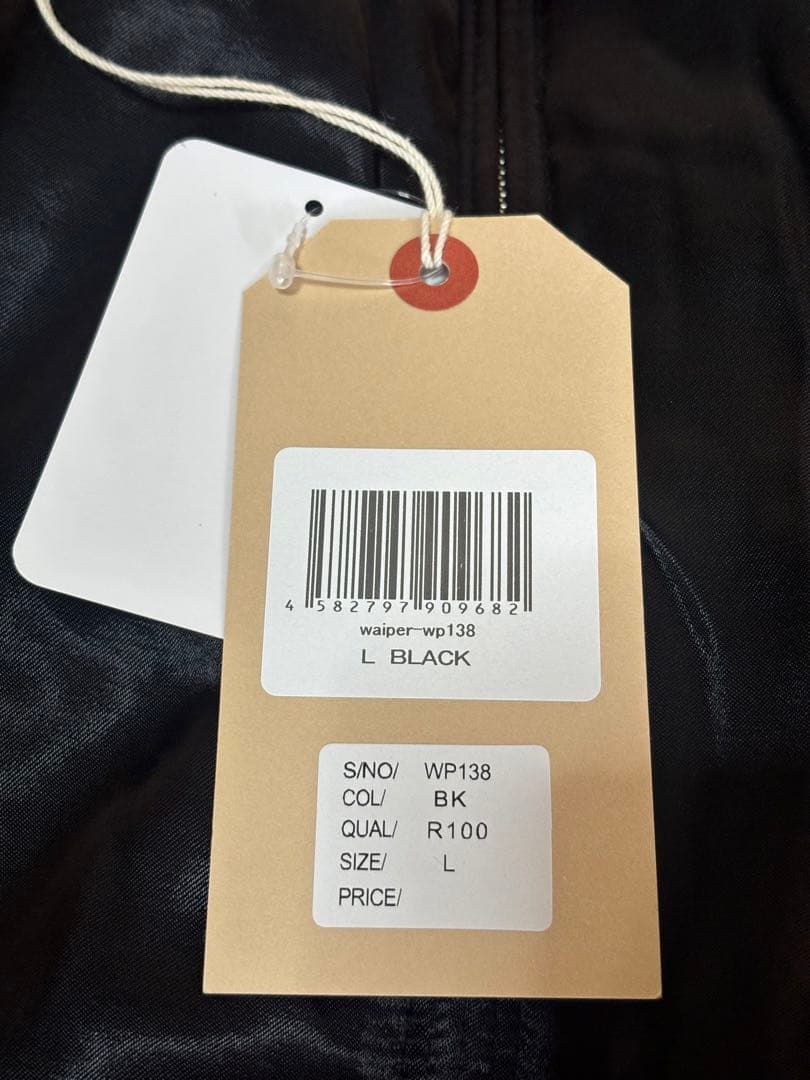 4 582797 909682
waiper-wp138
L BLACK
S/NO/ WP138
COL/ BK
QUAL/ R100
SIZE/ L
PRICE/